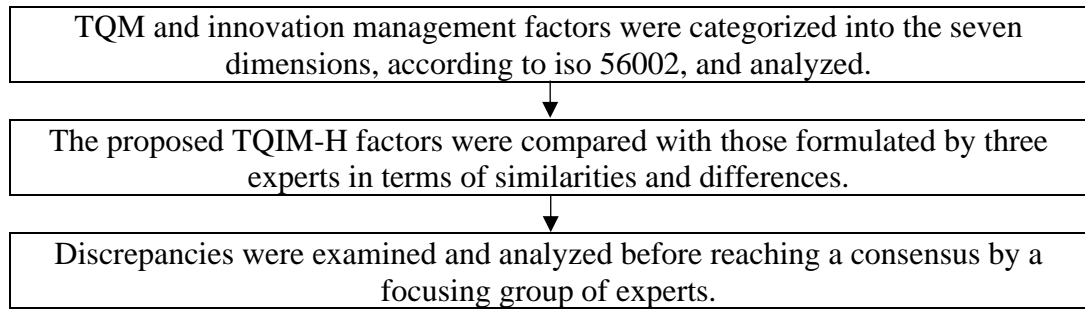 TQM and innovation management factors were categorized into the seven
dimensions, according to iso 56002, and analyzed.
The proposed TQIM-H factors were compared with those formulated by three
experts in terms of similarities and differences.
Discrepancies were examined and analyzed before reaching a consensus by a
focusing group of experts.